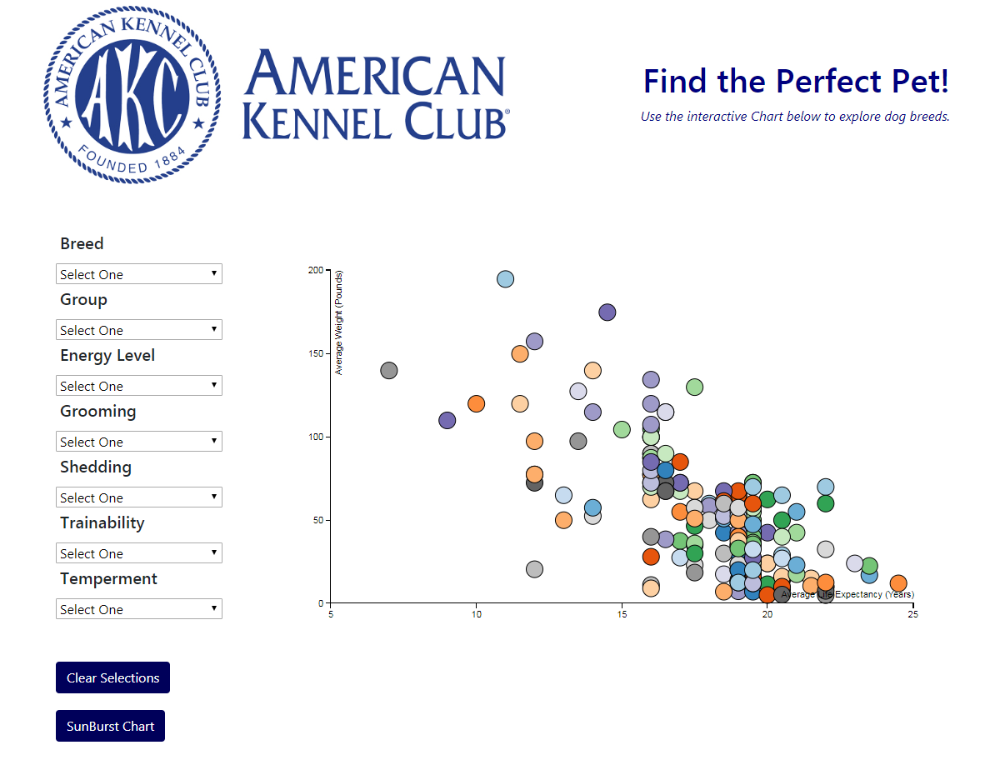 AMERICAN KENNEL CLUB
AKC
FOUNDED 1884
AMERICAN
KENNEL CLUB®
Find the Perfect Pet!
Use the interactive Chart below to explore dog breeds.
Breed
Select One
Group
Select One
Energy Level
Select One
Grooming
Select One
Shedding
Select One
Trainability
Select One
Temperment
Select One
Clear Selections
SunBurst Chart
200
150
100
50
0
Average Weight (Pounds)
Average Life Expectancy (Years)
5
10
15
20
25